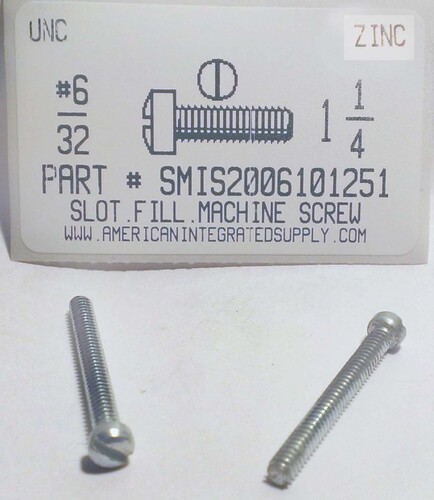 UNC
ZINC
#6
32
1 1
4
PART # SMIS2006101251
SLOT.FILL.MACHINE SCREW
WWW.AMERICANINTEGRATEDSUPPLY.COM